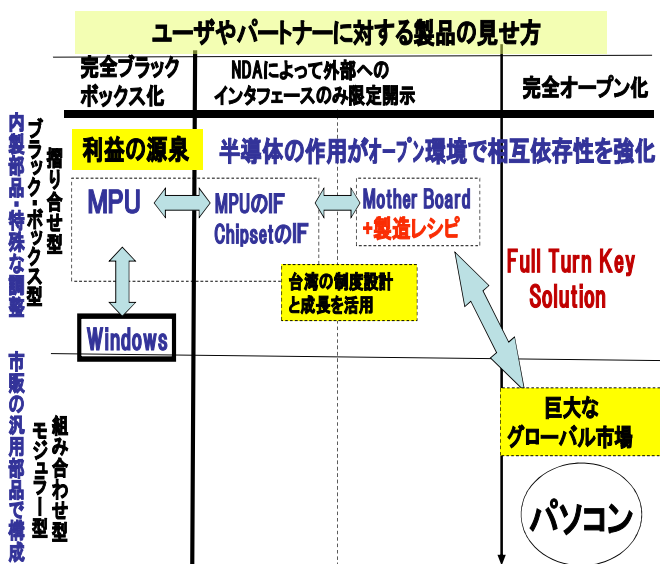 ユーザやパートナーに対する製品の見せ方
完全ブラック
ボックス化
NDAIによって外部への
インタフェースのみ限定開示
完全オープン化
内製部品・特殊な調整
ブラック・ボックス型
摺り合せ型
利益の源泉
半導体の作用がオープン環境で相互依存性を強化
MPU
MPUのIF
ChipsetのIF
Mother Board
+製造レシピ
台湾の制度設計
と成長を活用
Full Turn Key
Solution
Windows
市販の汎用部品で構成
モジュラー型
組み合わせ型
巨大な
グローバル市場
パソコン